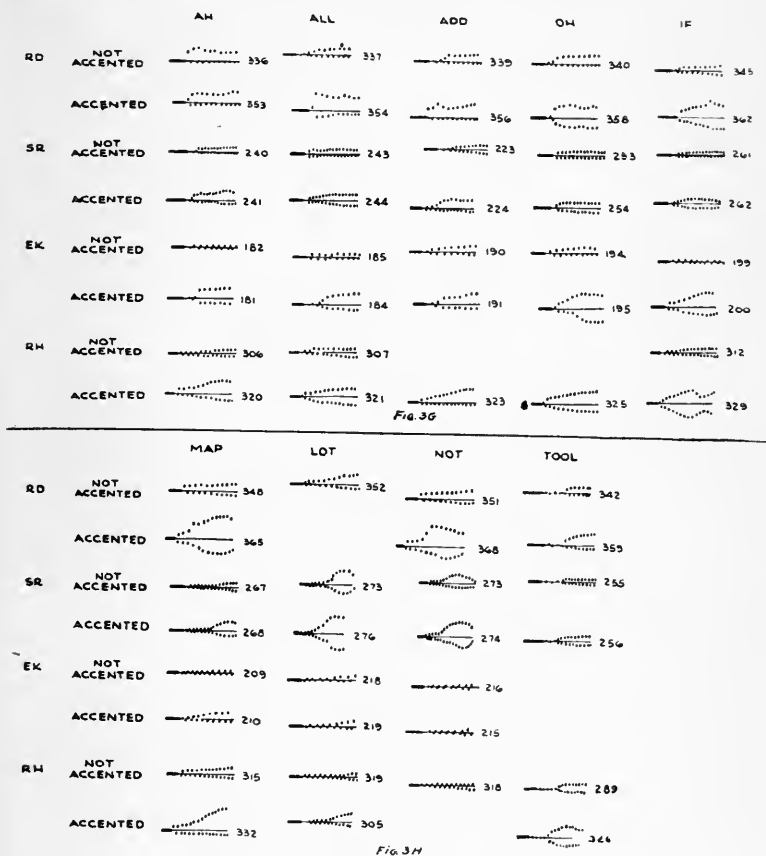 AH ALL ADD OH IF
RD NOT ACCENTED 336 337 339 340 345
ACCENTED 353 354 356 358 362
SR NOT ACCENTED 240 243 223 253 261
ACCENTED 241 244 224 254 262
EK NOT ACCENTED 182 185 190 194 199
ACCENTED 181 184 191 195 200
RH NOT ACCENTED 306 307 312
ACCENTED 320 321 323 325 329
Fig. 3G
MAP LOT NOT TOOL
RD NOT ACCENTED 348 352 351 342
ACCENTED 365 368 359
SR NOT ACCENTED 267 273 273 255
ACCENTED 268 276 274 256
EK NOT ACCENTED 209 218 216
ACCENTED 210 219 215
RH NOT ACCENTED 315 319 318 289
ACCENTED 332 305 326
Fig. 3H